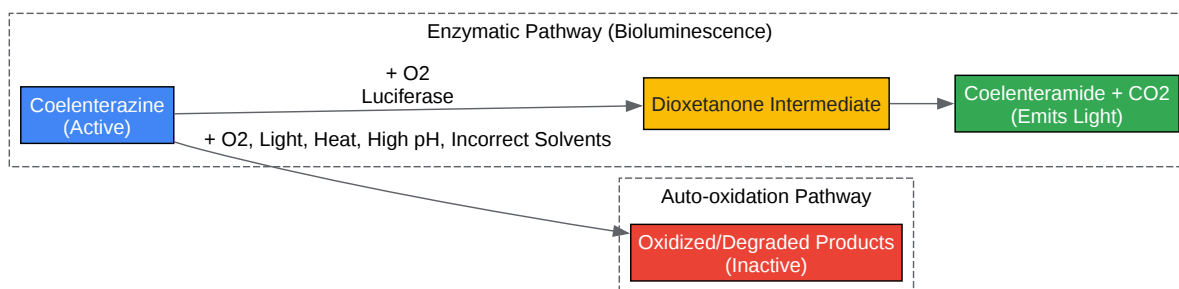 Enzymatic Pathway (Bioluminescence)
+ O2
Luciferase
Coelenterazine
(Active)
Dioxetanone Intermediate
Coelenteramide + CO2
(Emits Light)
+ O2, Light, Heat, High pH, Incorrect Solvents
Auto-oxidation Pathway
Oxidized/Degraded Products
(Inactive)